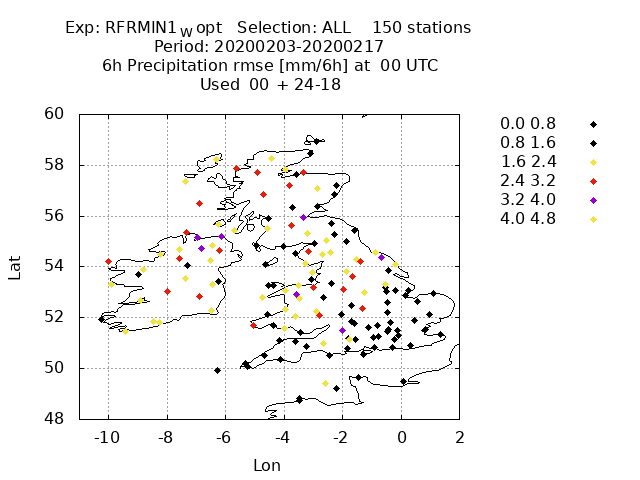 Exp: RFRMIN1wopt Selection: ALL 150 stations
Period: 20200203-20200217
6h Precipitation rmse [mm/6h] at 00 UTC
Used 00 + 24-18
0.0 0.8
0.8 1.6
1.6 2.4
2.4 3.2
3.2 4.0
4.0 4.8
60
58
56
54
52
50
48
Lat
-10 -8 -6 -4 -2 0 2
Lon